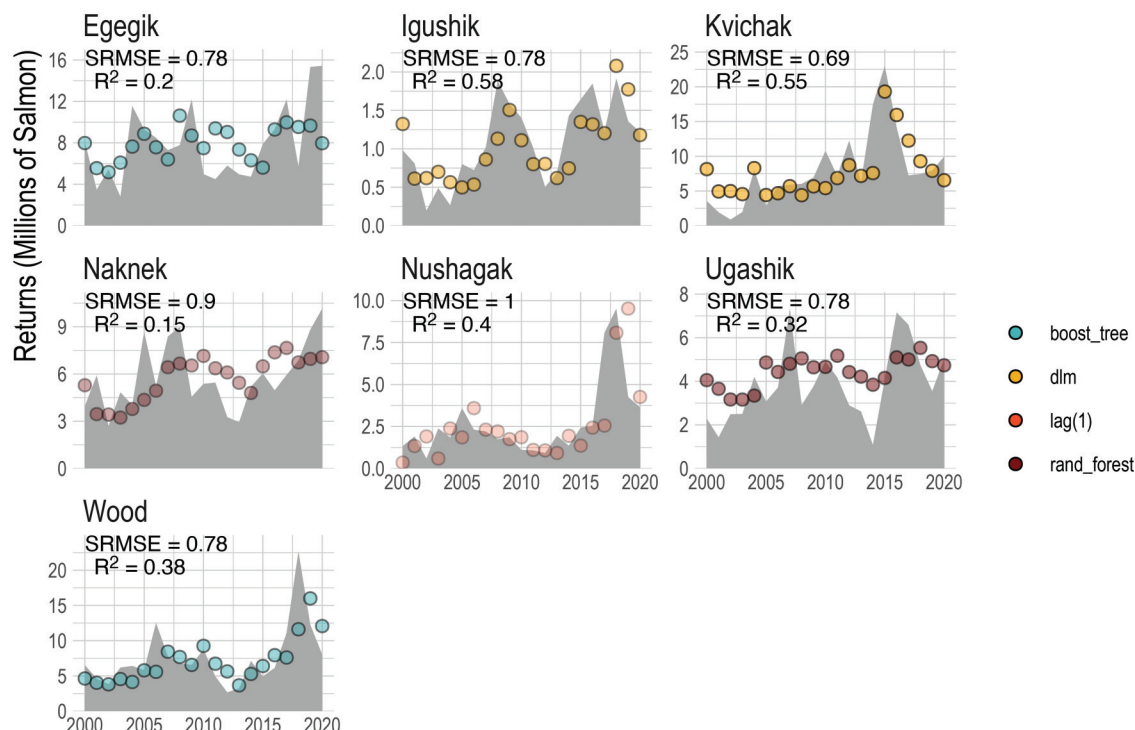 Returns (Millions of Salmon)
Egegik
SRMSE = 0.78
R² = 0.2
16
12
8
4
0
Igushik
SRMSE = 0.78
R² = 0.58
2.0
1.5
1.0
0.5
0.0
Kvichak
SRMSE = 0.69
R² = 0.55
25
20
15
10
5
0
Naknek
SRMSE = 0.9
R² = 0.15
9
6
3
0
Nushagak
SRMSE = 1
R² = 0.4
10.0
7.5
5.0
2.5
0.0
2000 2005 2010 2015 2020
Ugashik
SRMSE = 0.78
R² = 0.32
8
6
4
2
0
2000 2005 2010 2015 2020
Wood
SRMSE = 0.78
R² = 0.38
20
15
10
5
0
2000 2005 2010 2015 2020
boost_tree
dlm
lag(1)
rand_forest